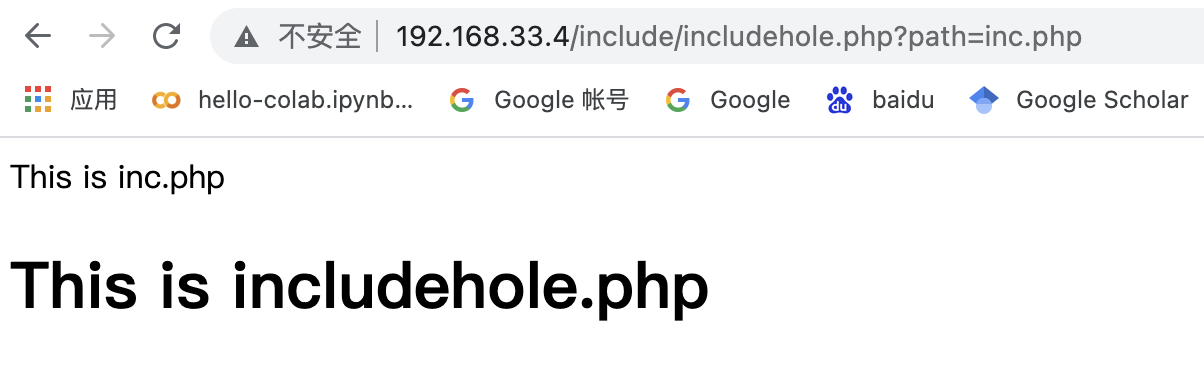 不安全 192.168.33.4/include/includehole.php?path=inc.php
应用 hello-colab.ipynb... Google 帐号 Google du baidu Google Scholar
This is inc.php
This is includehole.php